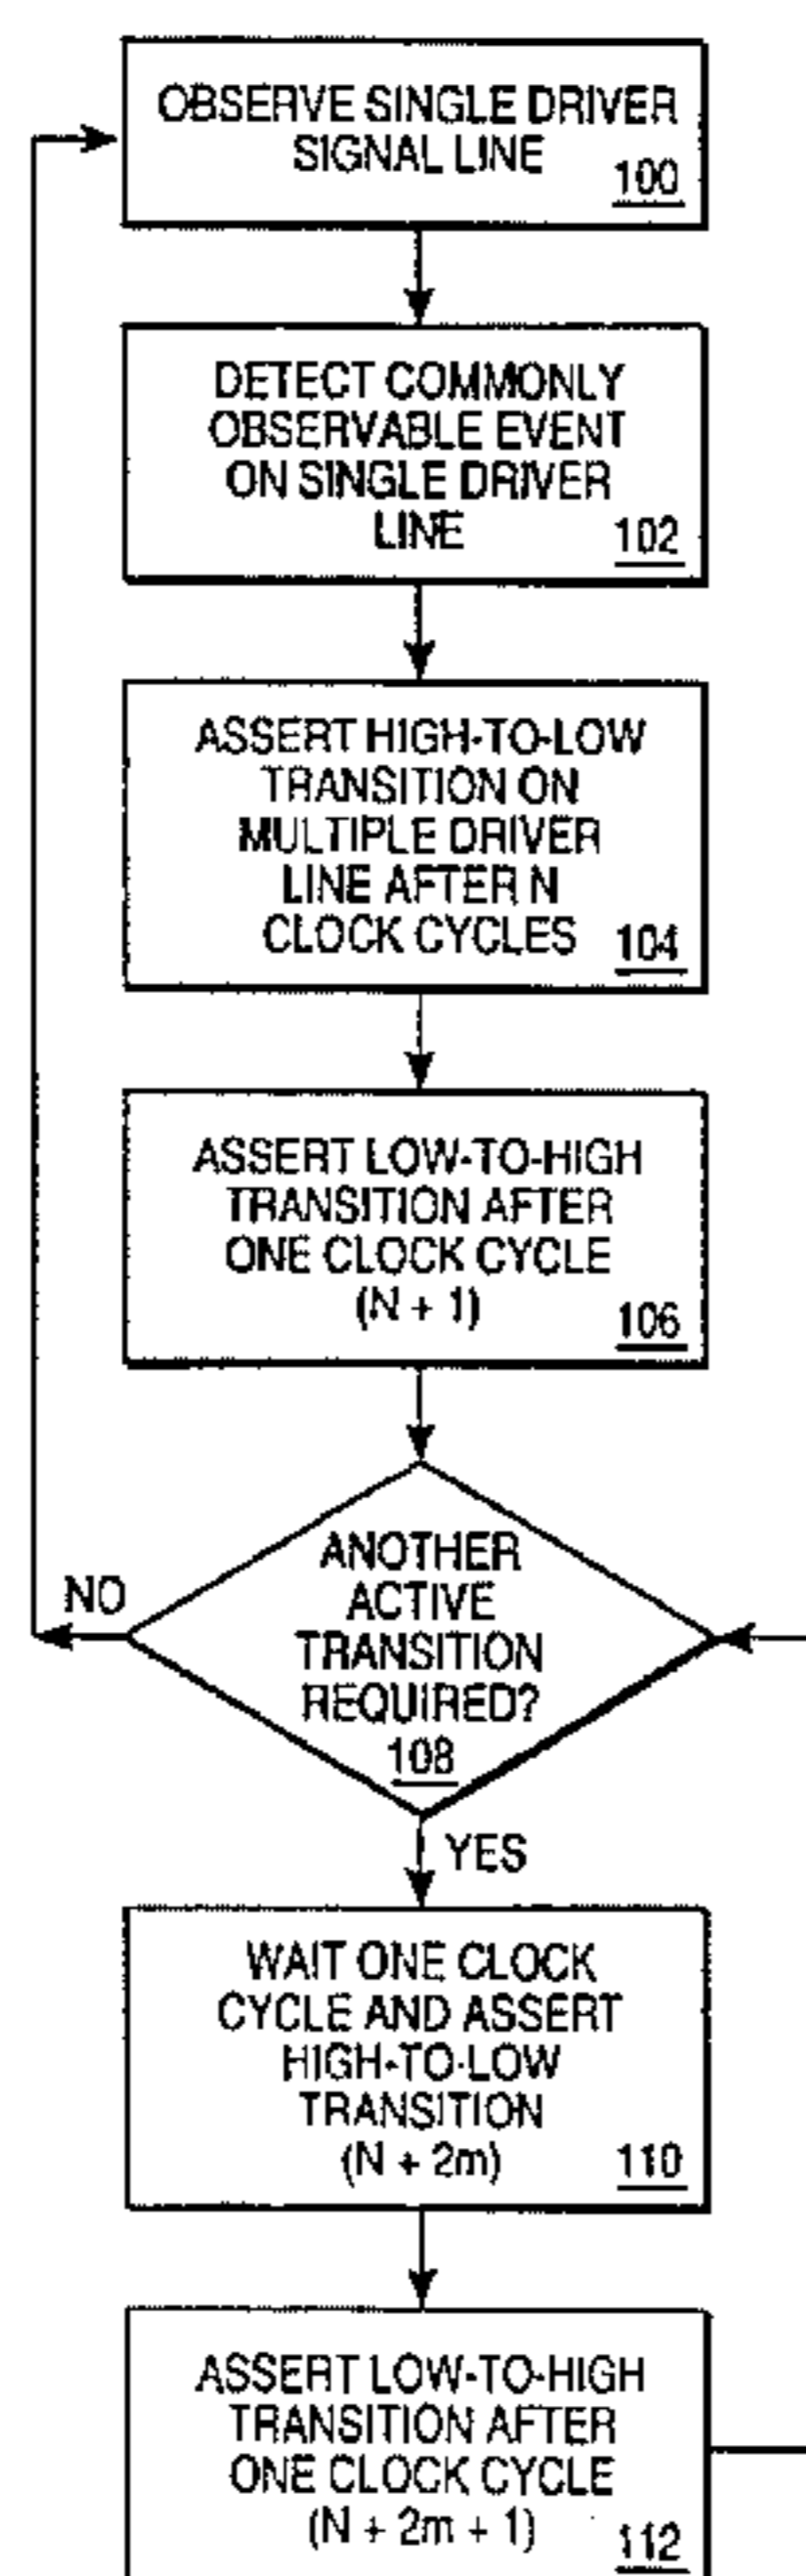 OBSERVE SINGLE DRIVER
SIGNAL LINE
100
DETECT COMMONLY
OBSERVABLE EVENT
ON SINGLE DRIVER
LINE
102
ASSERT HIGH-TO-LOW
TRANSITION ON
MULTIPLE DRIVER
LINE AFTER N
CLOCK CYCLES
104
ASSERT LOW-TO-HIGH
TRANSITION AFTER
ONE CLOCK CYCLE
(N + 1)
106
ANOTHER
ACTIVE
TRANSITION
REQUIRED?
108
NO
YES
WAIT ONE CLOCK
CYCLE AND ASSERT
HIGH-TO-LOW
TRANSITION
(N + 2m)
110
ASSERT LOW-TO-HIGH
TRANSITION AFTER
ONE CLOCK CYCLE
(N + 2m + 1)
112